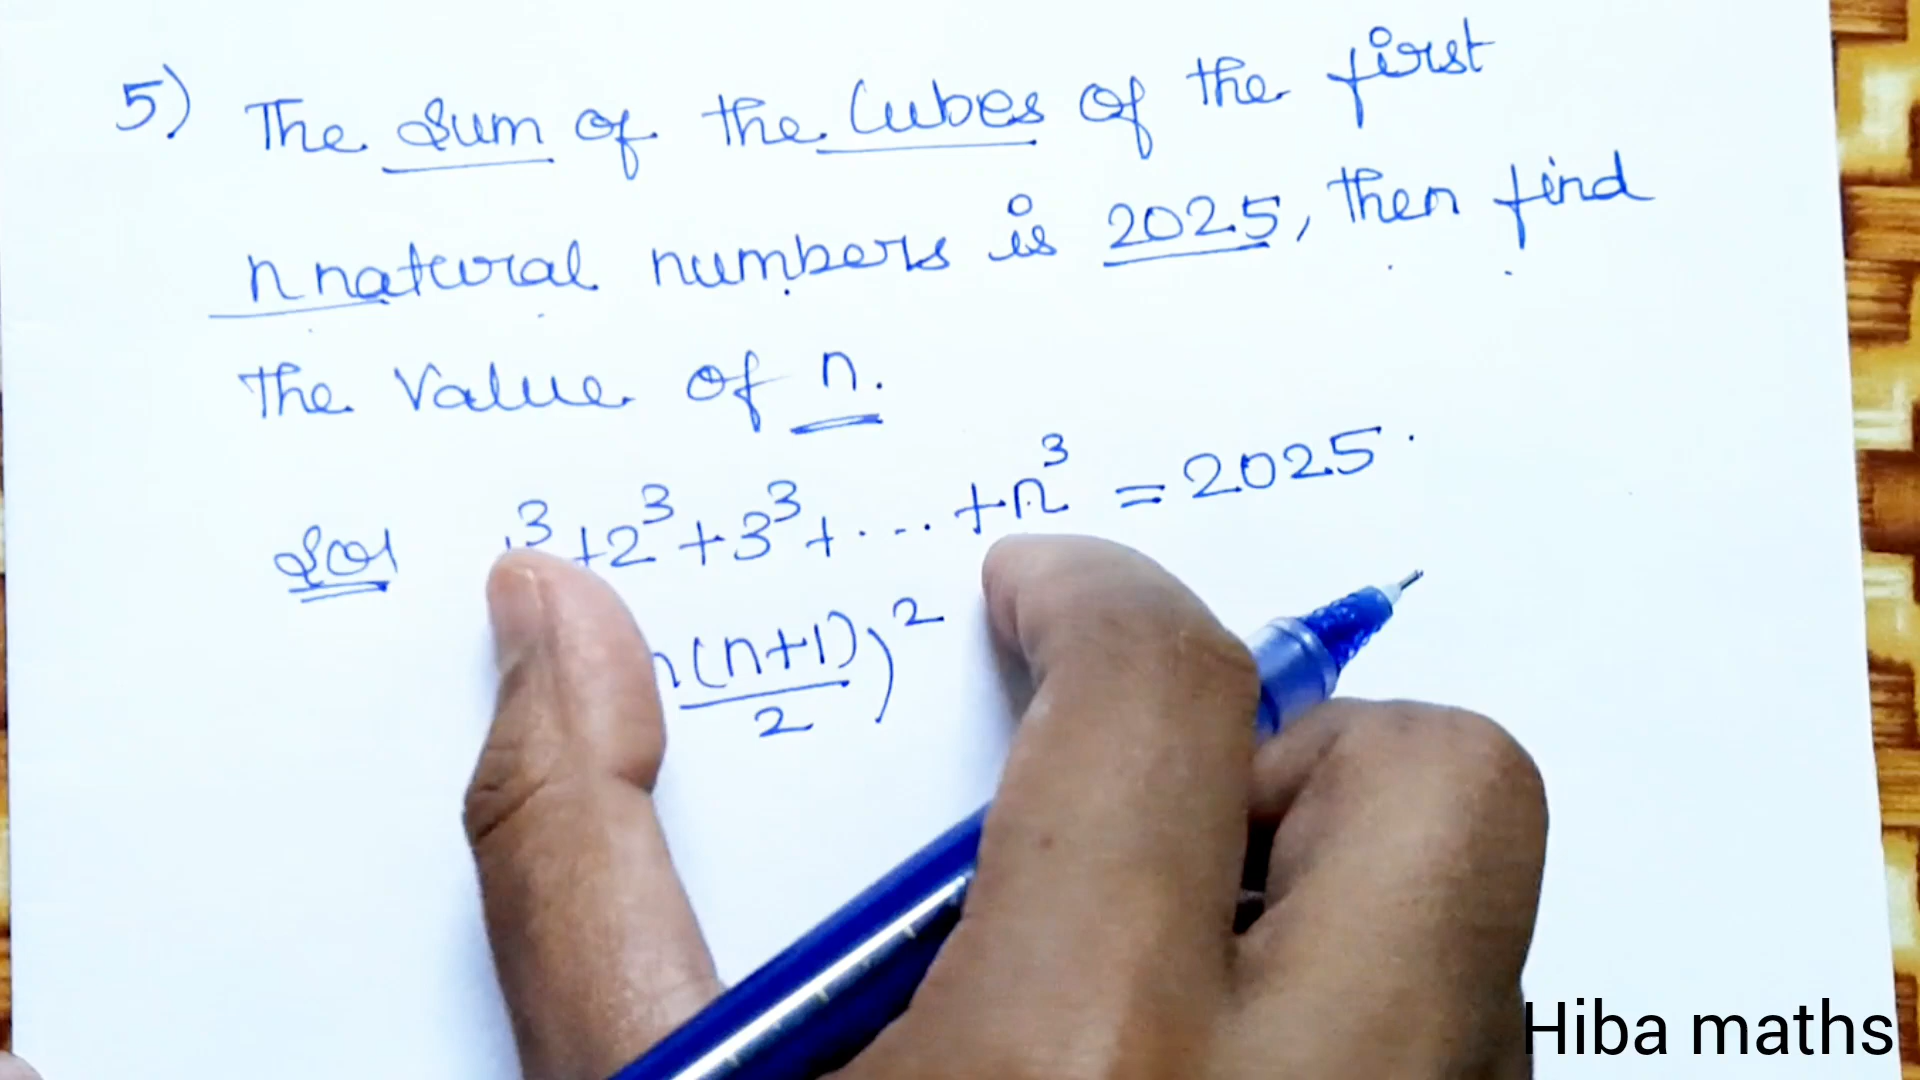 5) The Sum of the Cubes of the first
n natural numbers is 2025, then find
the Value of n.
Sol 3 + 2³ + 3³ + ... + n³ = 2025
n(n+1)/2)²
Hiba maths